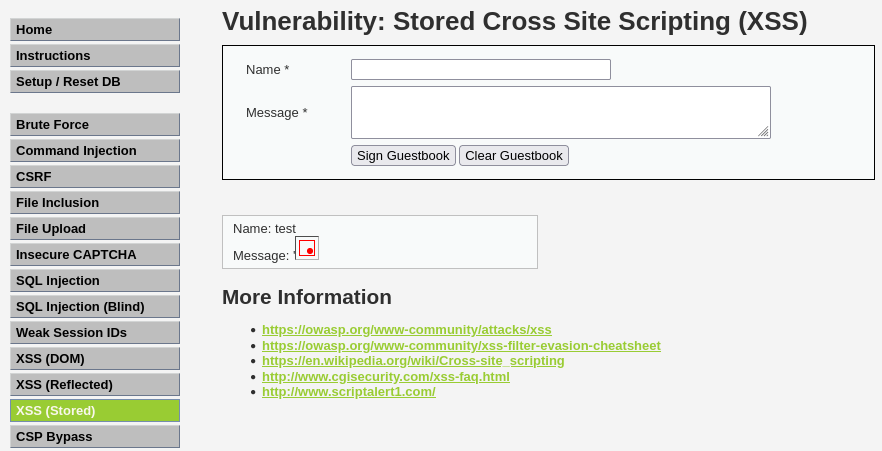 Home
Instructions
Setup / Reset DB
Brute Force
Command Injection
CSRF
File Inclusion
File Upload
Insecure CAPTCHA
SQL Injection
SQL Injection (Blind)
Weak Session IDs
XSS (DOM)
XSS (Reflected)
XSS (Stored)
CSP Bypass
Vulnerability: Stored Cross Site Scripting (XSS)
Name *
Message *
Sign Guestbook Clear Guestbook
Name: test
Message: '
More Information
https://owasp.org/www-community/attacks/xss
https://owasp.org/www-community/xss-filter-evasion-cheatsheet
https://en.wikipedia.org/wiki/Cross-site_scripting
http://www.cgisecurity.com/xss-faq.html
http://www.scriptalert1.com/